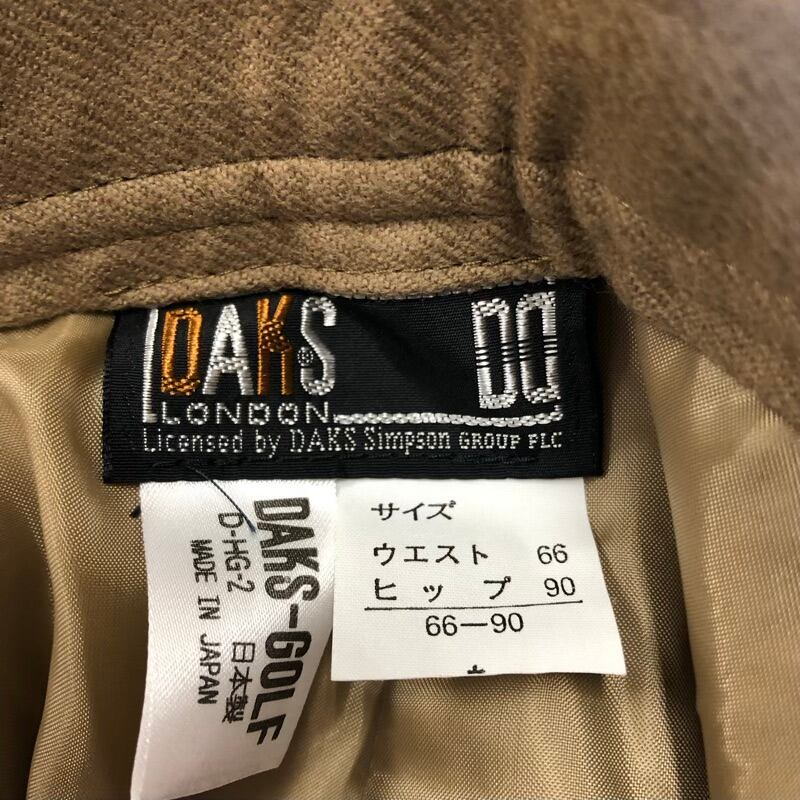 DAKS®
DD
LONDON
Licensed by DAKS Simpson GROUP PLC
DAKS-GOLF
D-HG-2 日本製
MADE IN JAPAN
サイズ
ウエスト 66
ヒップ 90
66－90